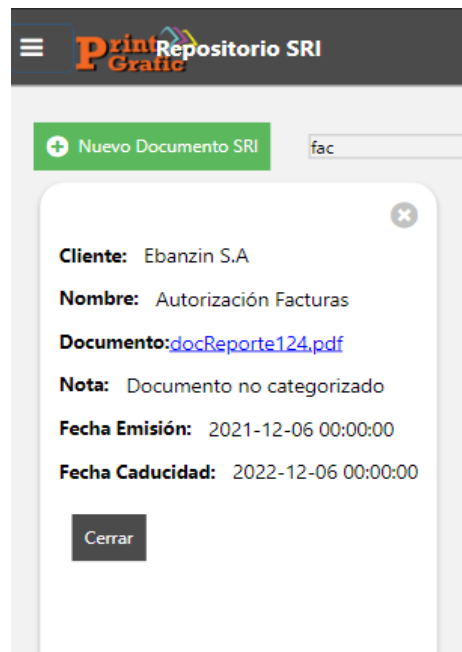 Print
Grafic
Repositorio SRI
Nuevo Documento SRI
fac
Cliente: Ebanzin S.A
Nombre: Autorización Facturas
Documento:docReporte124.pdf
Nota: Documento no categorizado
Fecha Emisión: 2021-12-06 00:00:00
Fecha Caducidad: 2022-12-06 00:00:00
Cerrar